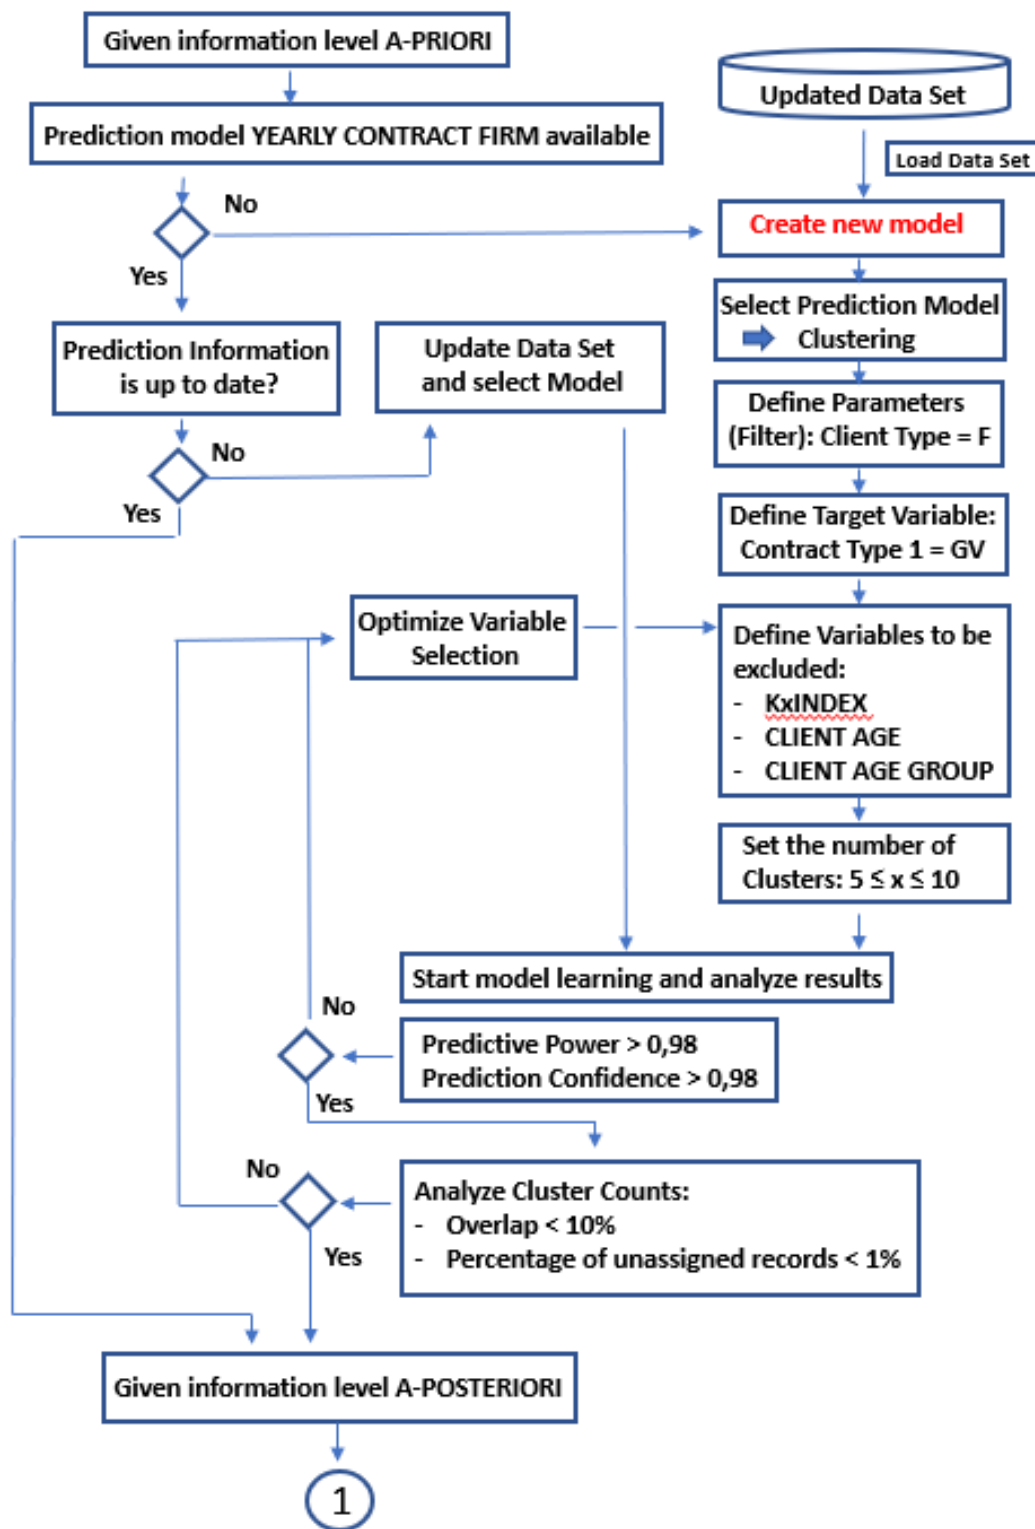 Given information level A-PRIORI
Prediction model YEARLY CONTRACT FIRM available
Updated Data Set
Load Data Set
No
Create new model
Yes
Select Prediction Model
Clustering
Prediction Information
is up to date?
Update Data Set
and select Model
Define Parameters
(Filter): Client Type = F
No
Yes
Define Target Variable:
Contract Type 1 = GV
Optimize Variable
Selection
Define Variables to be
excluded:
- KxINDEX
- CLIENT AGE
- CLIENT AGE GROUP
Set the number of
Clusters: 5 ≤ x ≤ 10
Start model learning and analyze results
No
Predictive Power > 0,98
Prediction Confidence > 0,98
Yes
No
Analyze Cluster Counts:
- Overlap < 10%
- Percentage of unassigned records < 1%
Yes
Given information level A-POSTERIORI
1